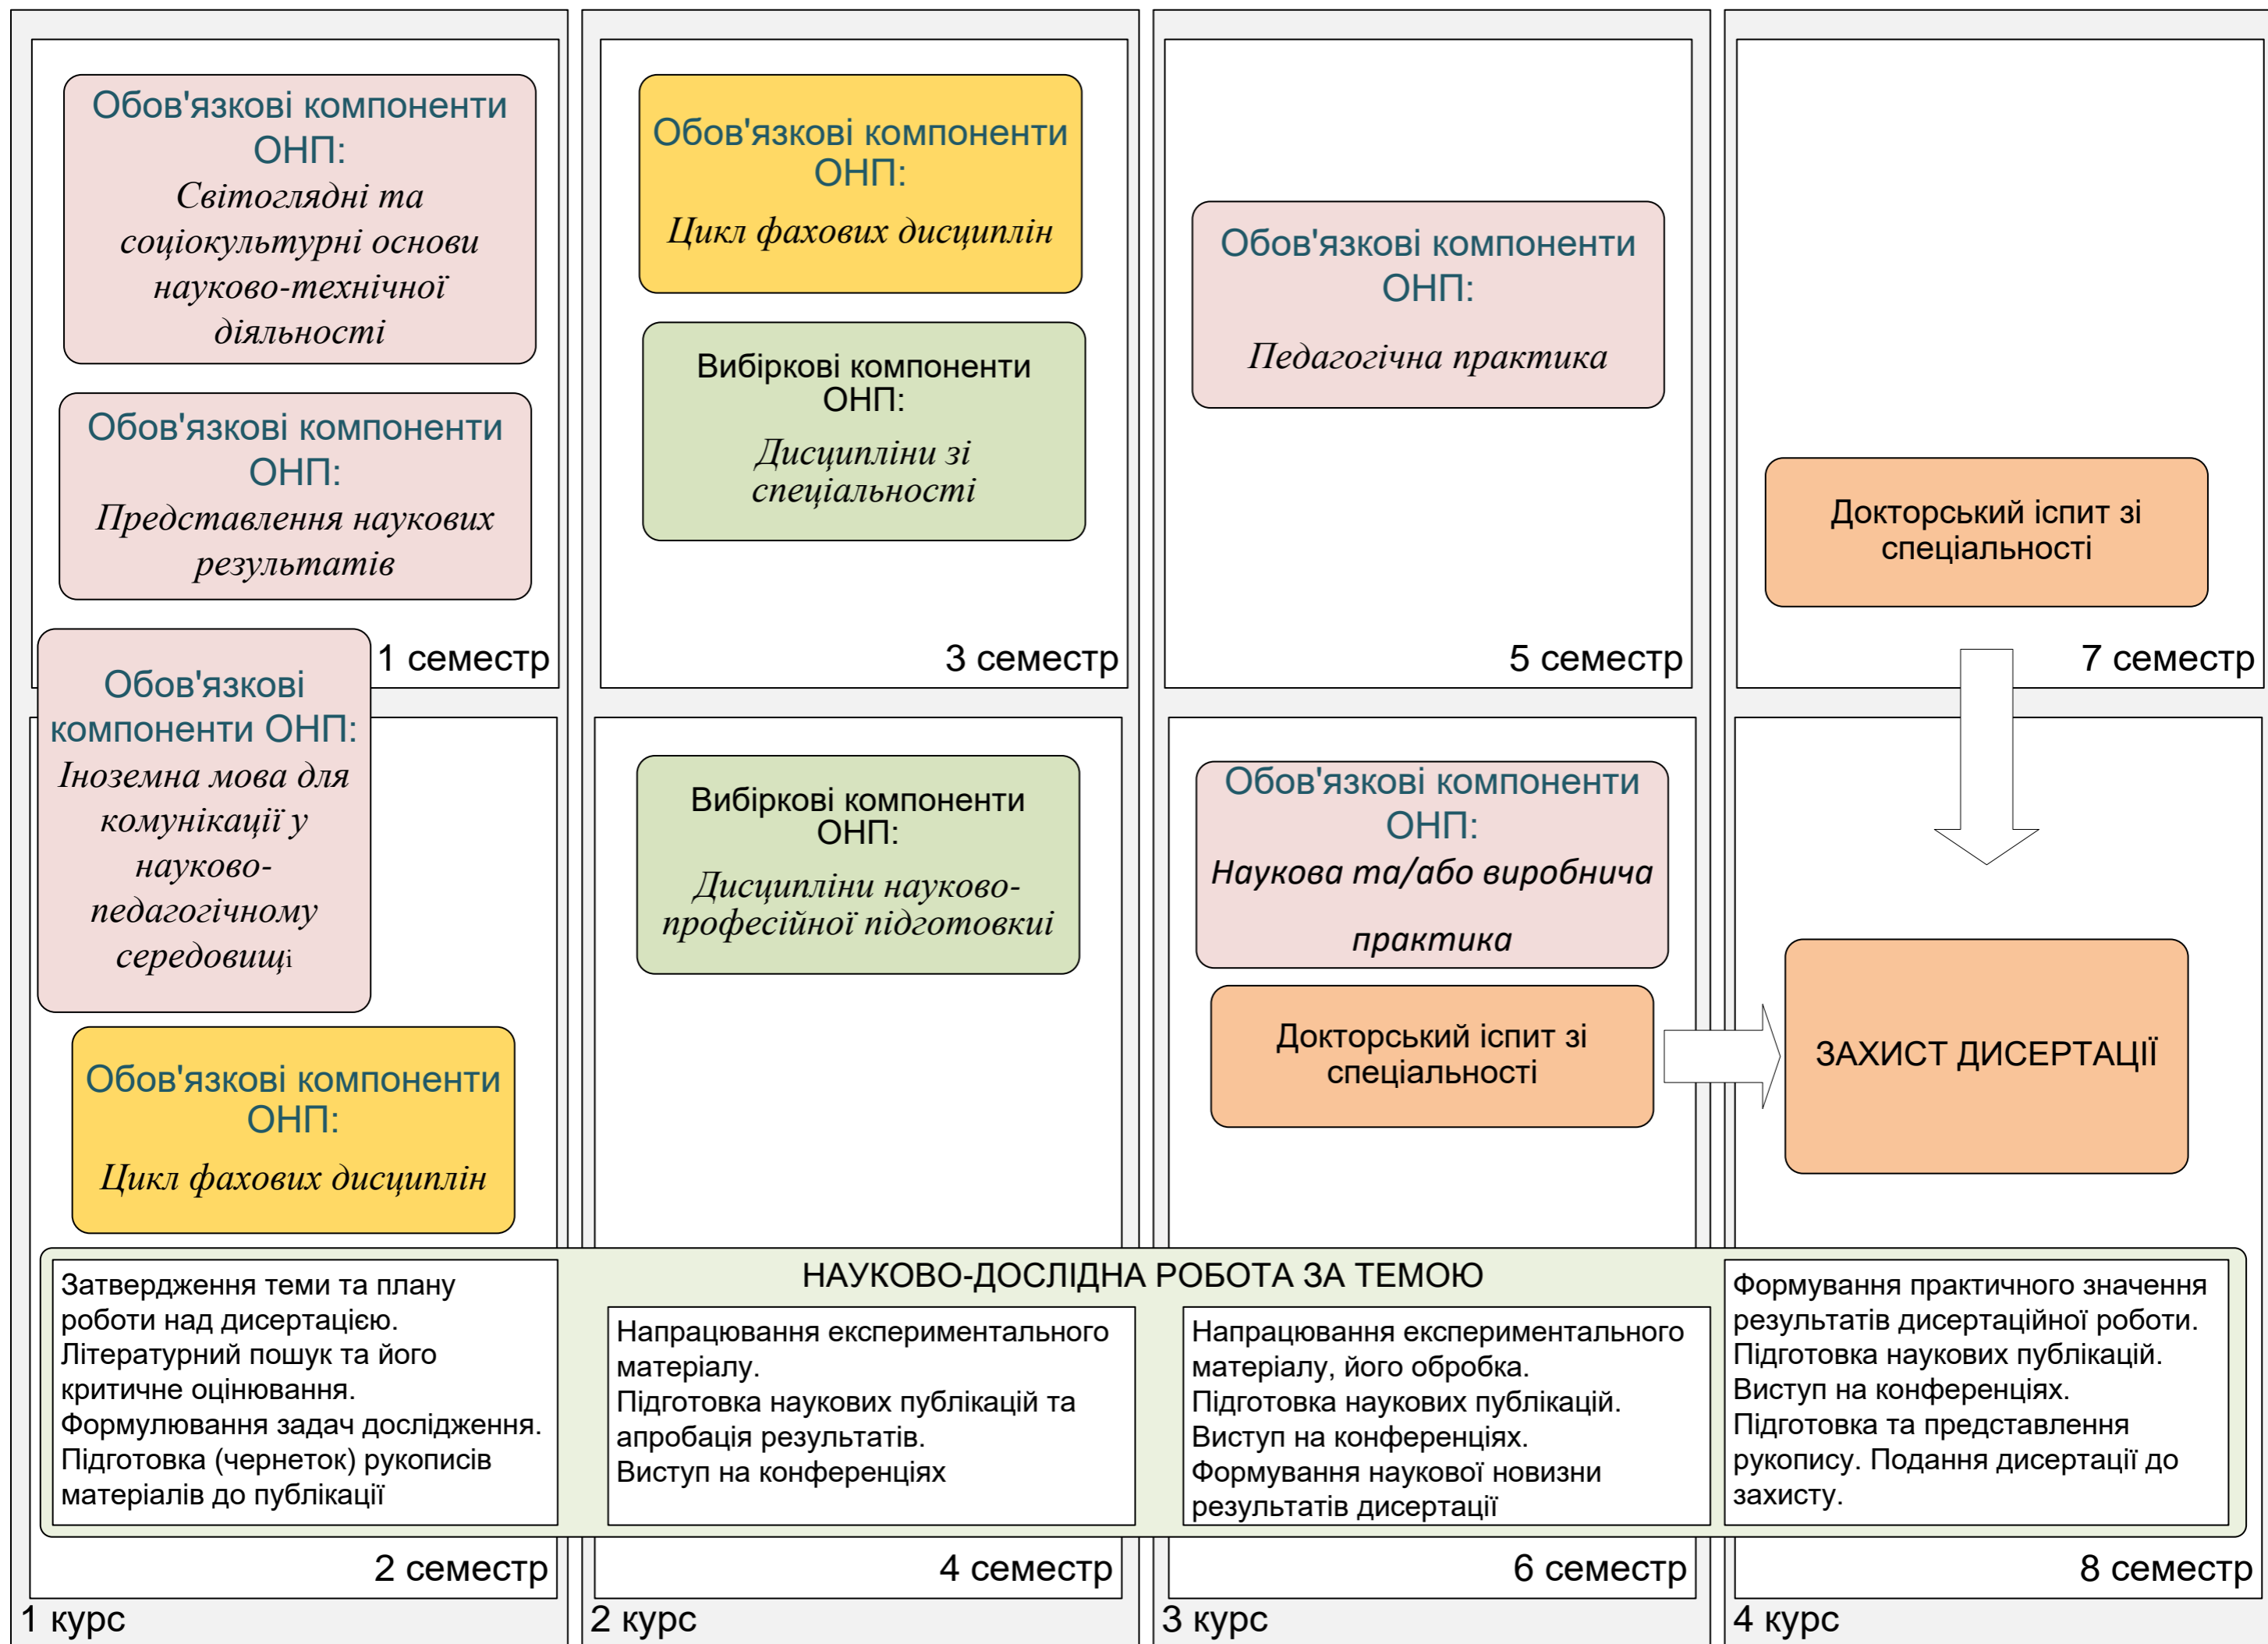 Обов'язкові компоненти
ОНП:
Світоглядні та
соціокультурні основи
науково-технічної
діяльності
Обов'язкові компоненти
ОНП:
Представлення наукових
результатів
1 семестр
Обов'язкові
компоненти ОНП:
Іноземна мова для
комунікації у
науково-
педагогічному
середовищі
Обов'язкові компоненти
ОНП:
Цикл фахових дисциплін
Обов'язкові компоненти
ОНП:
Цикл фахових дисциплін
Вибіркові компоненти
ОНП:
Дисципліни зі
спеціальності
3 семестр
Вибіркові компоненти
ОНП:
Дисципліни науково-
професійної підготовкиі
Обов'язкові компоненти
ОНП:
Педагогічна практика
5 семестр
Обов'язкові компоненти
ОНП:
Наукова та/або виробнича
практика
Докторський іспит зі
спеціальності
Докторський іспит зі
спеціальності
7 семестр
ЗАХИСТ ДИСЕРТАЦІЇ
НАУКОВО-ДОСЛІДНА РОБОТА ЗА ТЕМОЮ
Затвердження теми та плану
роботи над дисертацією.
Літературний пошук та його
критичне оцінювання.
Формулювання задач дослідження.
Підготовка (чернеток) рукописів
матеріалів до публікації
Напрацювання експериментального
матеріалу.
Підготовка наукових публікацій та
апробація результатів.
Виступ на конференціях
Напрацювання експериментального
матеріалу, його обробка.
Підготовка наукових публікацій.
Виступ на конференціях.
Формування наукової новизни
результатів дисертації
Формування практичного значення
результатів дисертаційної роботи.
Підготовка наукових публікацій.
Виступ на конференціях.
Підготовка та представлення
рукопису. Подання дисертації до
захисту.
2 семестр
4 семестр
6 семестр
8 семестр
1 курс
2 курс
3 курс
4 курс